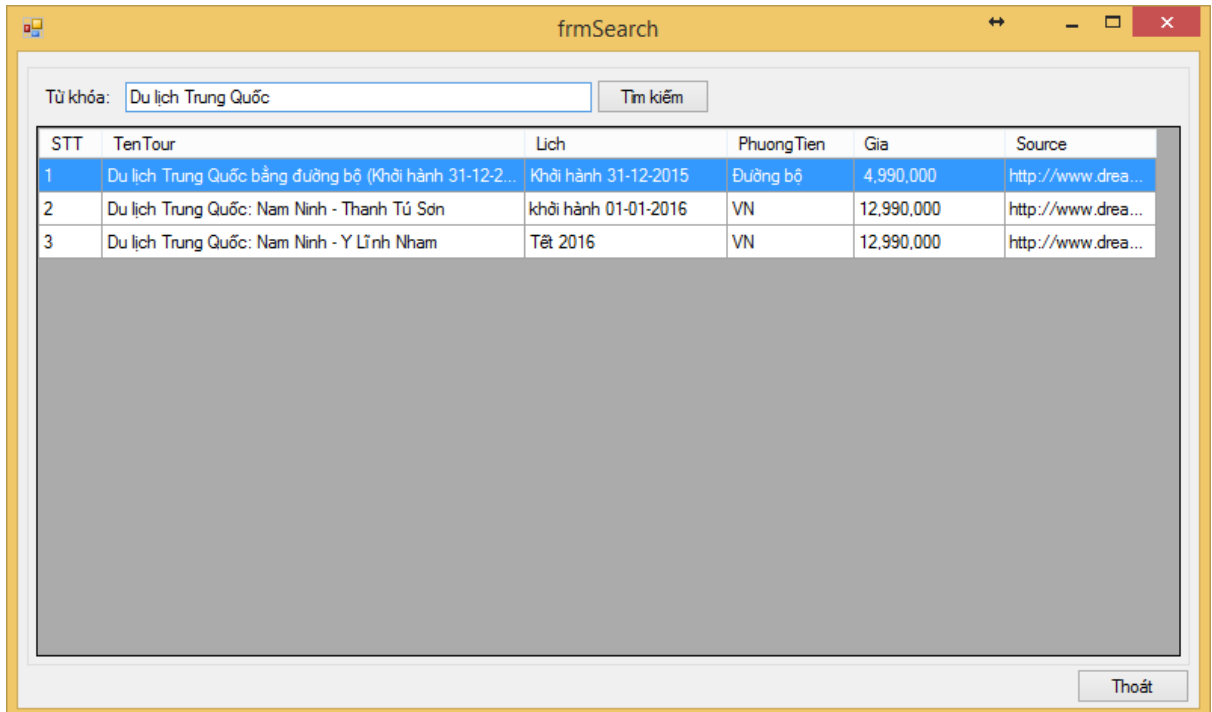 frmSearch
Từ khóa: Du lịch Trung Quốc Tìm kiếm
STT TenTour Lich PhuongTien Gia Source
1 Du lịch Trung Quốc bằng đường bộ (Khởi hành 31-12-2... Khởi hành 31-12-2015 Đường bộ 4,990,000 http://www.drea...
2 Du lịch Trung Quốc: Nam Ninh - Thanh Tú Sơn khởi hành 01-01-2016 VN 12,990,000 http://www.drea...
3 Du lịch Trung Quốc: Nam Ninh - Y Lĩnh Nham Tết 2016 VN 12,990,000 http://www.drea...
Thoát